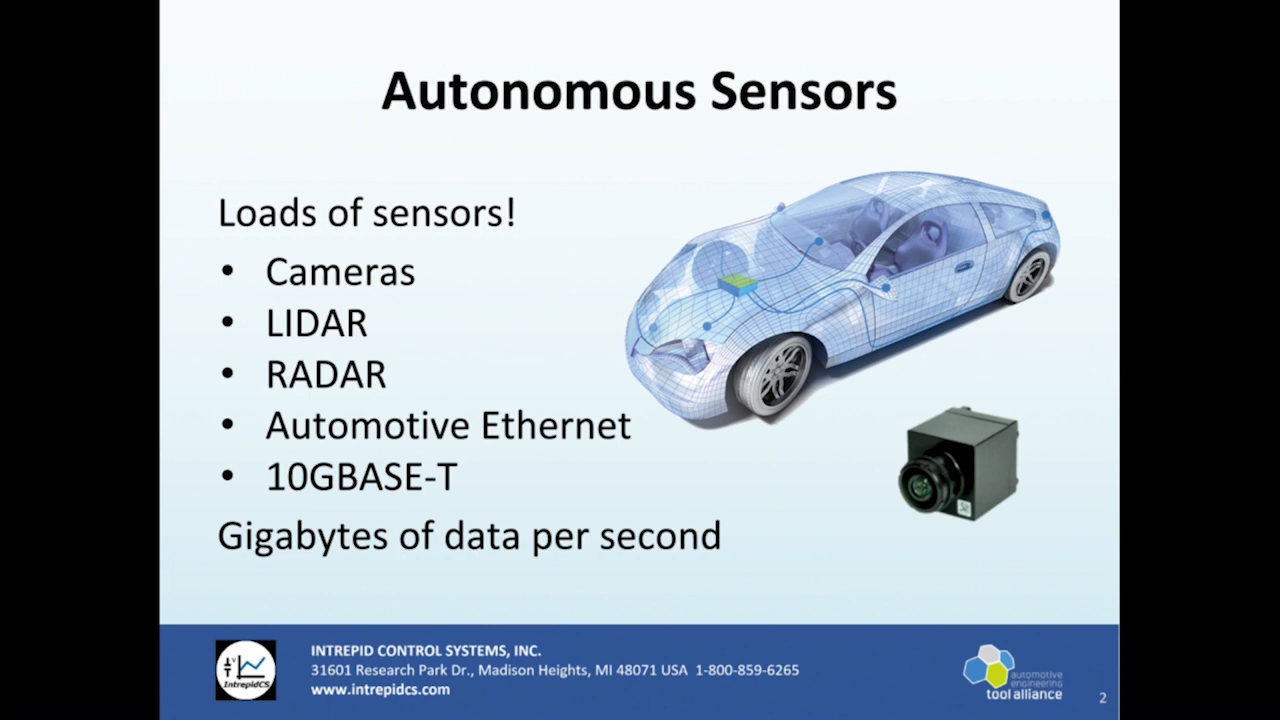 Autonomous Sensors
Loads of sensors!
• Cameras
• LIDAR
• RADAR
• Automotive Ethernet
• 10GBASE-T
Gigabytes of data per second
IntrepidCS
INTREPID CONTROL SYSTEMS, INC.
31601 Research Park Dr., Madison Heights, MI 48071 USA 1-800-859-6265
www.intrepidcs.com
automotive
engineering
tool alliance
2